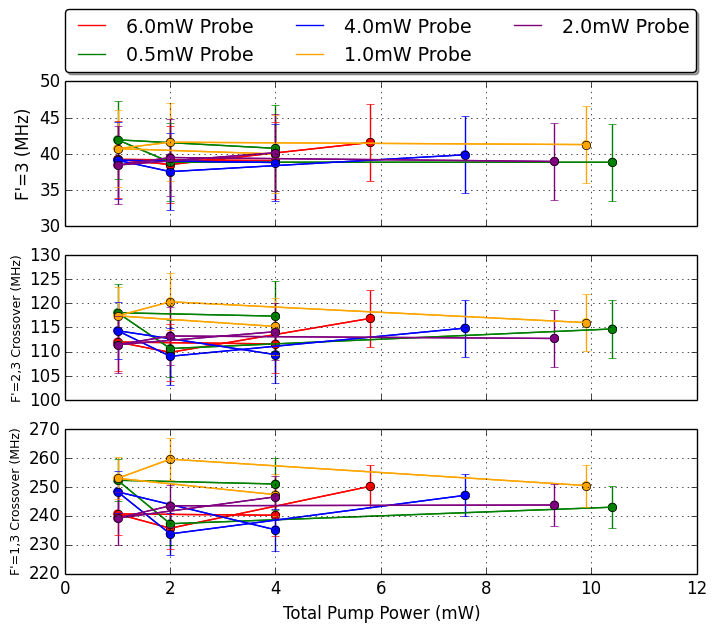 6.0mW Probe 4.0mW Probe 2.0mW Probe
0.5mW Probe 1.0mW Probe
50
45
40
35
30
F'=3 (MHz)
130
125
120
115
110
105
100
F'=2,3 Crossover (MHz)
270
260
250
240
230
220
F'=1,3 Crossover (MHz)
0 2 4 6 8 10 12
Total Pump Power (mW)